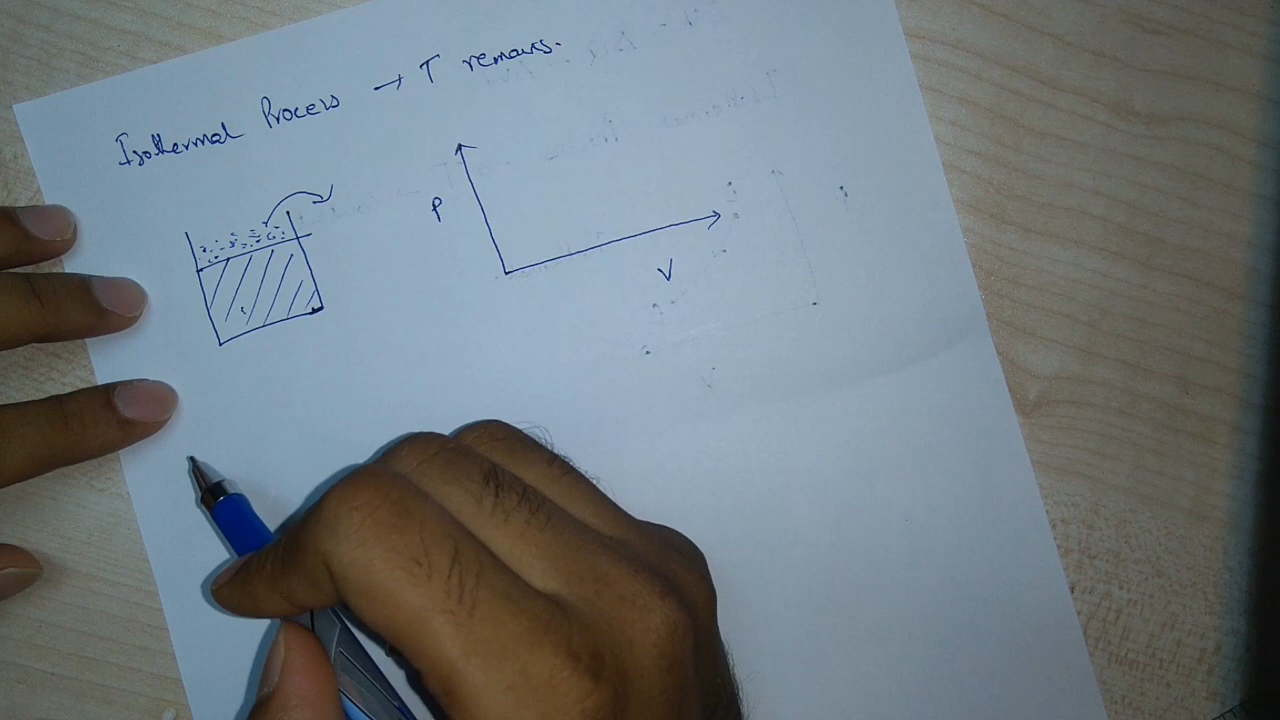 Isothermal Process → T remains.
P
V